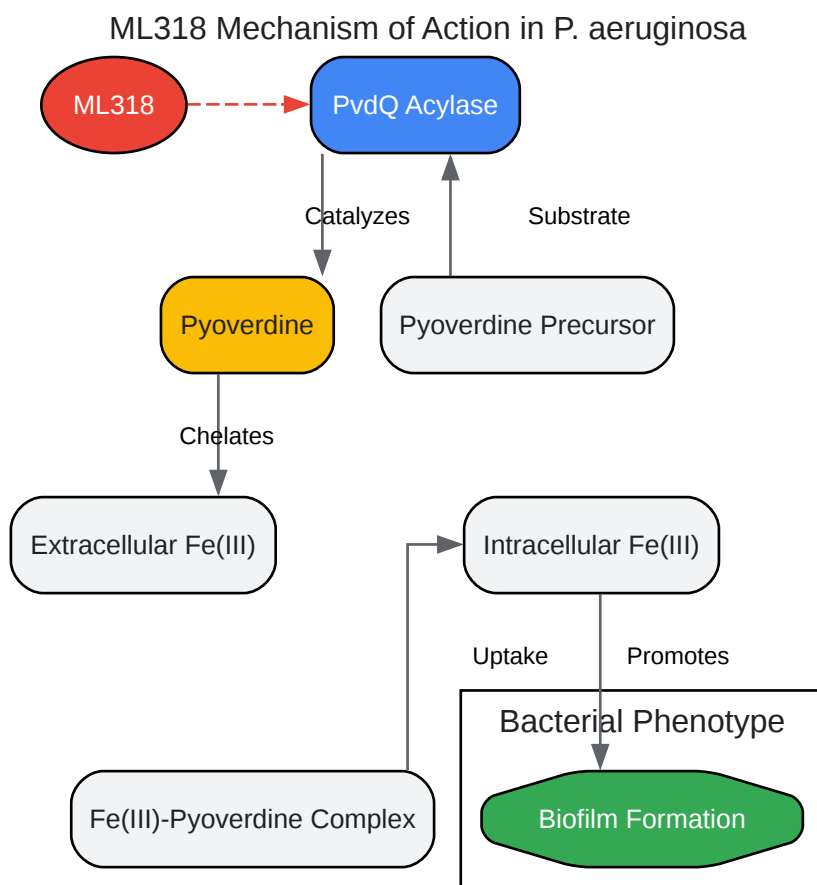 ML318 Mechanism of Action in P. aeruginosa
ML318
PvdQ Acylase
Catalyzes
Substrate
Pyoverdine
Pyoverdine Precursor
Chelates
Extracellular Fe(III)
Intracellular Fe(III)
Uptake
Promotes
Bacterial Phenotype
Fe(III)-Pyoverdine Complex
Biofilm Formation